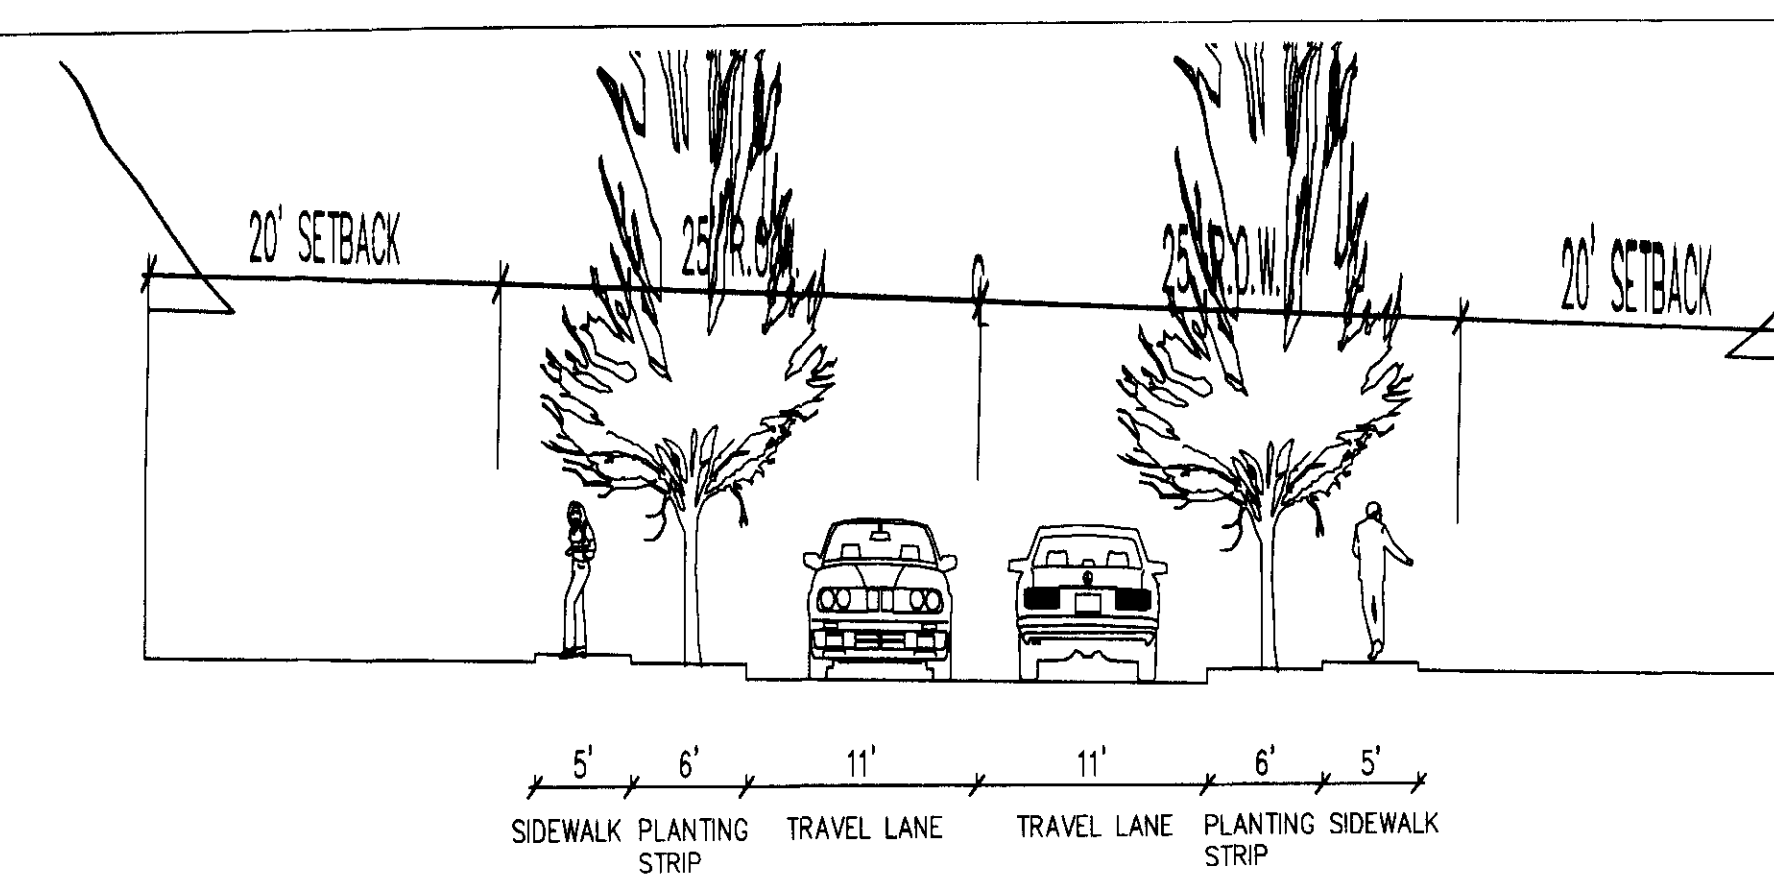 20' SETBACK
25' R.O.W.
25' R.O.W.
20' SETBACK
5'
6'
11'
11'
6'
5'
SIDEWALK
PLANTING
STRIP
TRAVEL LANE
TRAVEL LANE
PLANTING
STRIP
SIDEWALK